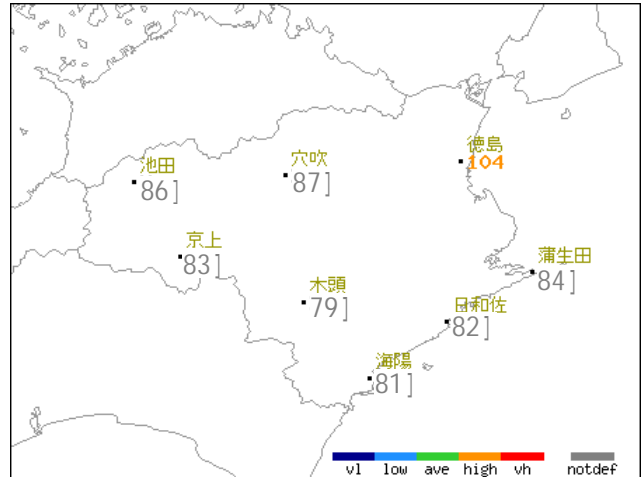 徳島
104
穴吹
87]
池田
86]
京上
83]
蒲生田
84]
木頭
79]
日和佐
82]
海陽
81]
vl low ave high vh notdef